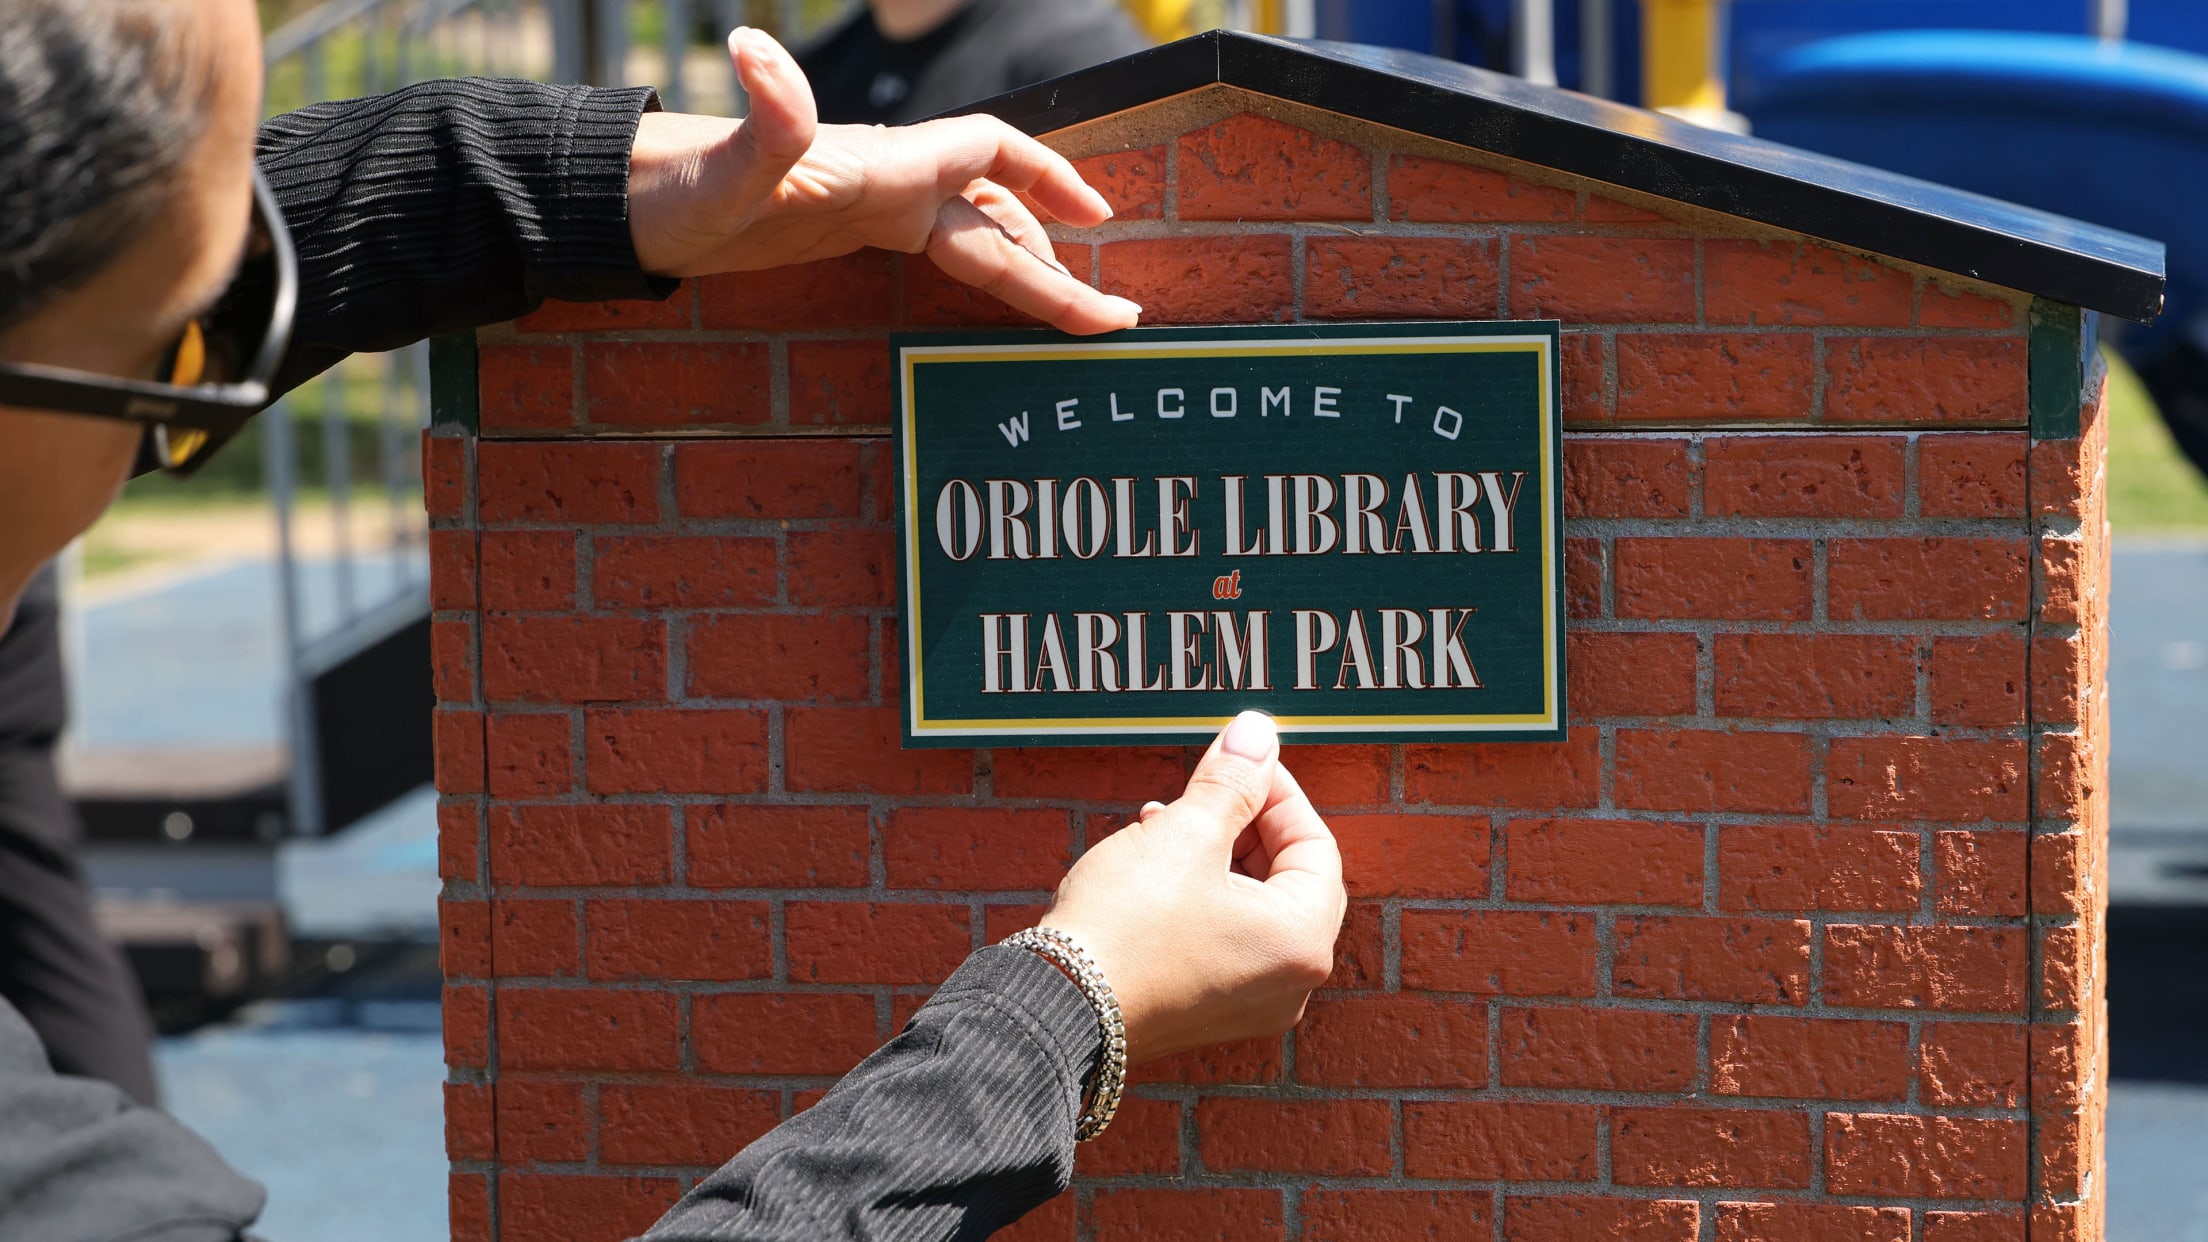 WELCOME TO
ORIOLE LIBRARY
at
HARLEM PARK